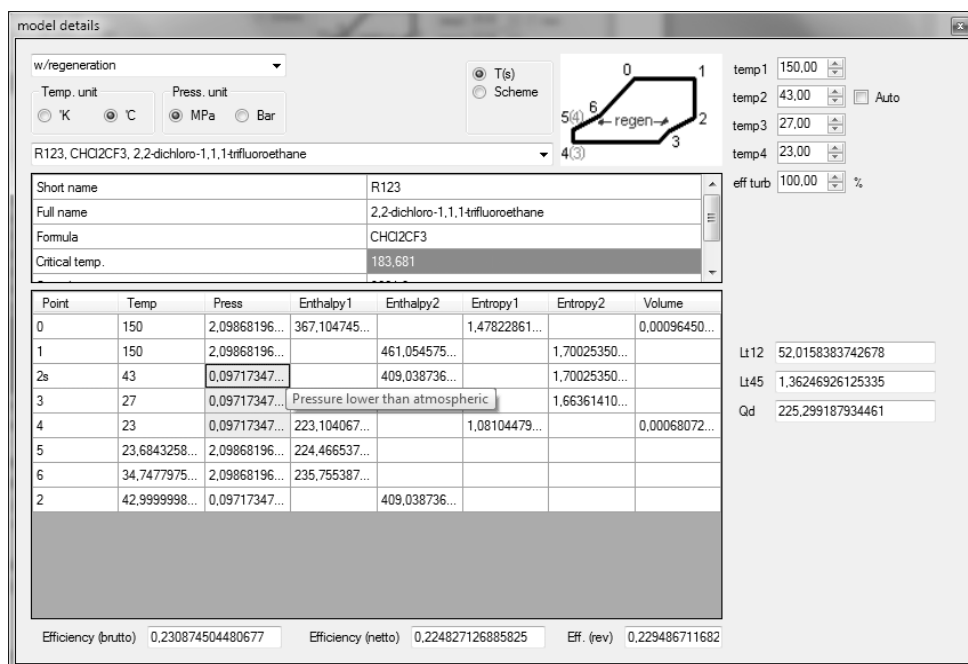 model details
w/regeneration
Temp. unit
'K
°C
Press. unit
MPa
Bar
T(s)
Scheme
0
1
2
3
4(3)
5(4)
6
regen
temp1 150,00
temp2 43,00 Auto
temp3 27,00
temp4 23,00
eff turb 100,00 %
R123, CHCl2CF3, 2,2-dichloro-1,1,1-trifluoroethane
Short name R123
Full name 2,2-dichloro-1,1,1-trifluoroethane
Formula CHCl2CF3
Critical temp. 183,681
Point Temp Press Enthalpy1 Enthalpy2 Entropy1 Entropy2 Volume
0 150 2,09868196... 367,104745... 1,47822861... 0,00096450...
1 150 2,09868196... 461,054575... 1,70025350...
2s 43 0,09717347... 409,038736... 1,70025350...
3 27 0,09717347... Pressure lower than atmospheric 1,66361410...
4 23 0,09717347... 223,104067... 1,08104479... 0,00068072...
5 23,6843258... 2,09868196... 224,466537...
6 34,7477975... 2,09868196... 235,755387...
2 42,9999998... 0,09717347... 409,038736...
Lt12 52,0158383742678
Lt45 1,36246926125335
Qd 225,299187934461
Efficiency (brutto) 0,230874504480677 Efficiency (netto) 0,224827126885825 Eff. (rev) 0,229486711682